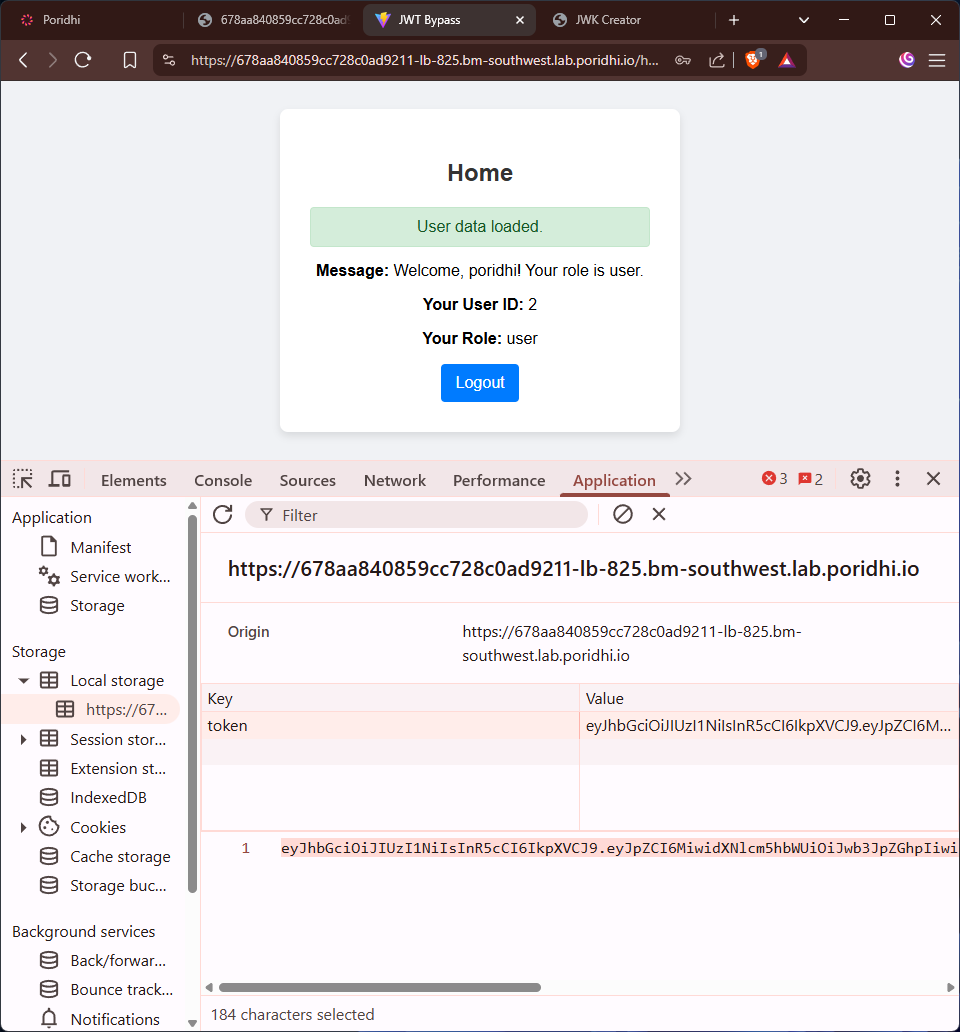 Poridhi
678aa840859cc728c0ad
JWT Bypass
JWK Creator
https://678aa840859cc728c0ad9211-lb-825.bm-southwest.lab.poridhi.io/h...
1
Home
User data loaded.
Message: Welcome, poridhi! Your role is user.
Your User ID: 2
Your Role: user
Logout
Elements Console Sources Network Performance Application 3 2
Application
Manifest
Service work...
Storage
Storage
Local storage
https://67...
Session stor...
Extension st...
IndexedDB
Cookies
Cache storage
Storage buc...
Background services
Back/forwar...
Bounce track...
Notifications
Filter
https://678aa840859cc728c0ad9211-lb-825.bm-southwest.lab.poridhi.io
Origin
https://678aa840859cc728c0ad9211-lb-825.bm-
southwest.lab.poridhi.io
Key Value
token eyJhbGciOiJIUzI1NiIsInR5cCI6IkpXVCJ9.eyJpZCI6M...
1 eyJhbGciOiJIUzI1NiIsInR5cCI6IkpXVCJ9.eyJpZCI6MiwidXNlcm5hbWUiOiJwb3JpZGhpIiwi
184 characters selected